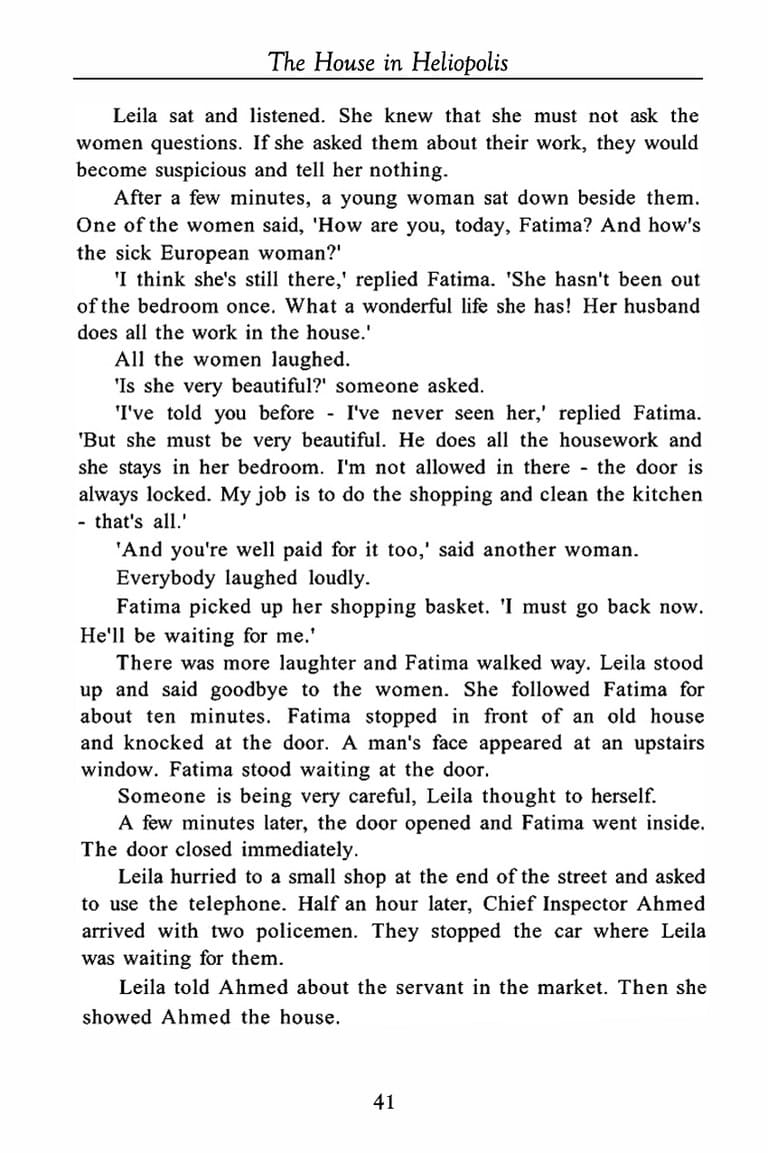 The House in Heliopolis
Leila sat and listened. She knew that she must not ask the
women questions. If she asked them about their work, they would
become suspicious and tell her nothing.
After a few minutes, a young woman sat down beside them.
One of the women said, 'How are you, today, Fatima? And how's
the sick European woman?'
'I think she's still there,' replied Fatima. 'She hasn't been out
of the bedroom once. What a wonderful life she has! Her husband
does all the work in the house.'
All the women laughed.
'Is she very beautiful?' someone asked.
'I've told you before - I've never seen her,' replied Fatima.
'But she must be very beautiful. He does all the housework and
she stays in her bedroom. I'm not allowed in there - the door is
always locked. My job is to do the shopping and clean the kitchen
- that's all.'
'And you're well paid for it too,' said another woman.
Everybody laughed loudly.
Fatima picked up her shopping basket. 'I must go back now.
He'll be waiting for me.'
There was more laughter and Fatima walked way. Leila stood
up and said goodbye to the women. She followed Fatima for
about ten minutes. Fatima stopped in front of an old house
and knocked at the door. A man's face appeared at an upstairs
window. Fatima stood waiting at the door.
Someone is being very careful, Leila thought to herself.
A few minutes later, the door opened and Fatima went inside.
The door closed immediately.
Leila hurried to a small shop at the end of the street and asked
to use the telephone. Half an hour later, Chief Inspector Ahmed
arrived with two policemen. They stopped the car where Leila
was waiting for them.
Leila told Ahmed about the servant in the market. Then she
showed Ahmed the house.
41